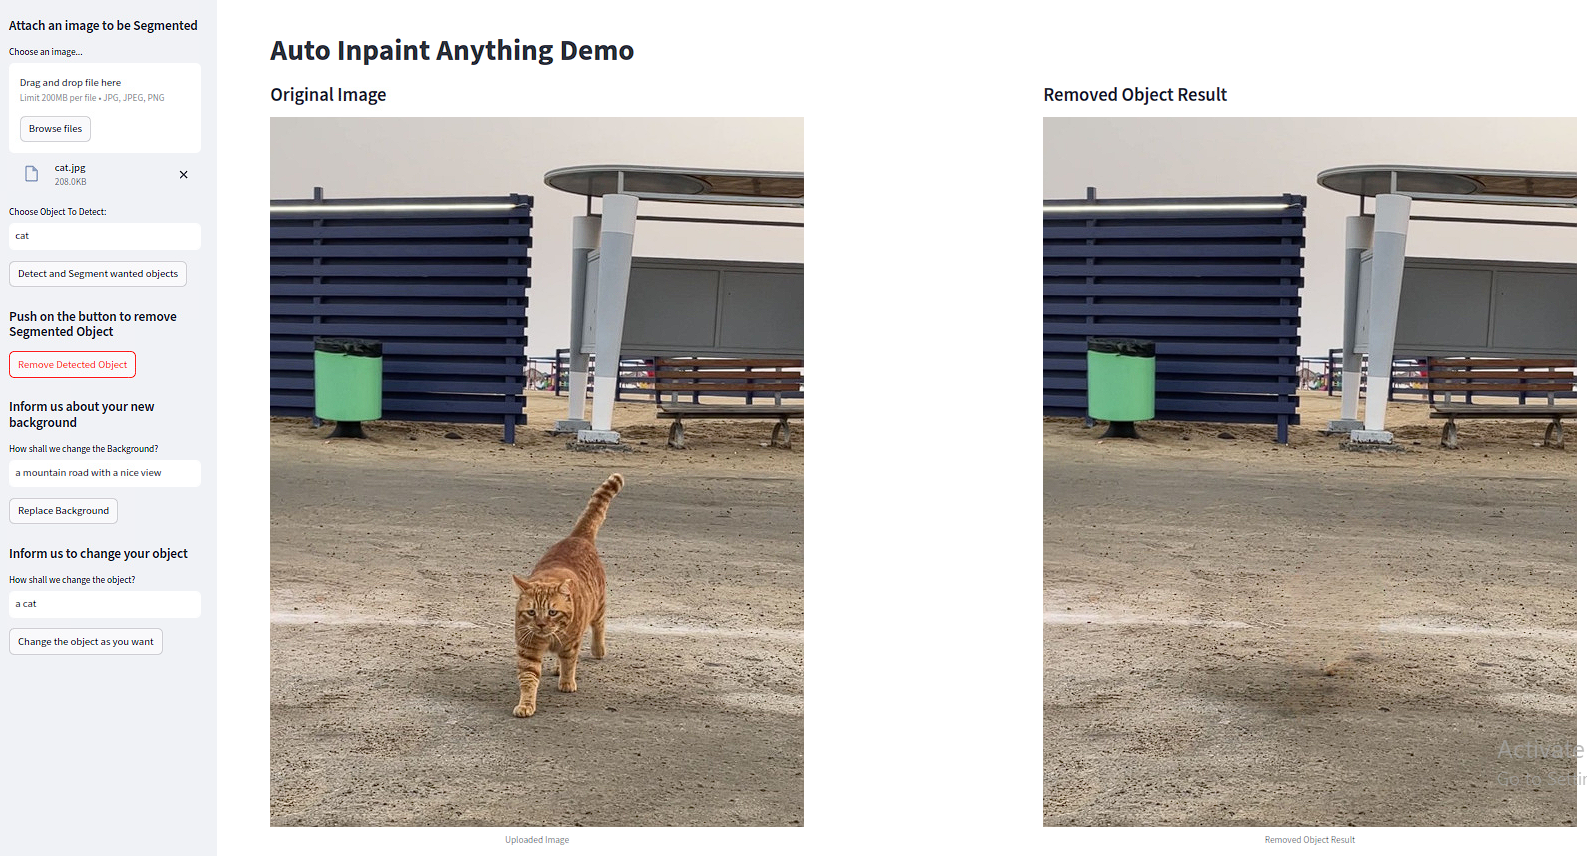 Attach an image to be Segmented
Choose an image...
Drag and drop file here
Limit 200MB per file • JPG, JPEG, PNG
Browse files
cat.jpg
208.0KB
Choose Object To Detect:
cat
Detect and Segment wanted objects
Push on the button to remove
Segmented Object
Remove Detected Object
Inform us about your new
background
How shall we change the Background?
a mountain road with a nice view
Replace Background
Inform us to change your object
How shall we change the object?
a cat
Change the object as you want
Auto Inpaint Anything Demo
Original Image
Uploaded Image
Removed Object Result
Activate
Go to Settin
Removed Object Result